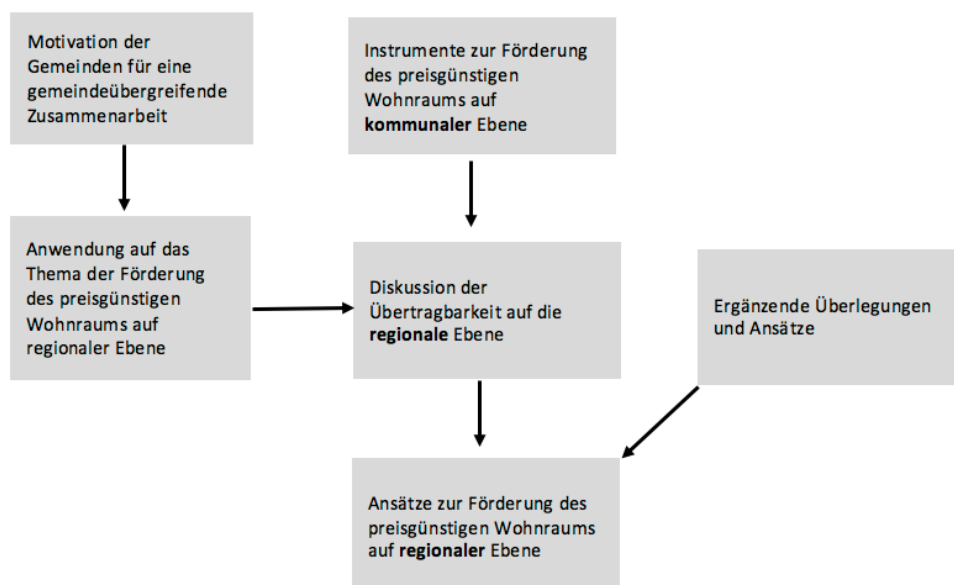 Motivation der
Gemeinden für eine
gemeindeübergreifende
Zusammenarbeit
Instrumente zur Förderung
des preisgünstigen
Wohnraums auf
kommunaler Ebene
Anwendung auf das
Thema der Förderung
des preisgünstigen
Wohnraums auf
regionaler Ebene
Diskussion der
Übertragbarkeit auf die
regionale Ebene
Ergänzende Überlegungen
und Ansätze
Ansätze zur Förderung des
preisgünstigen Wohnraums
auf regionaler Ebene